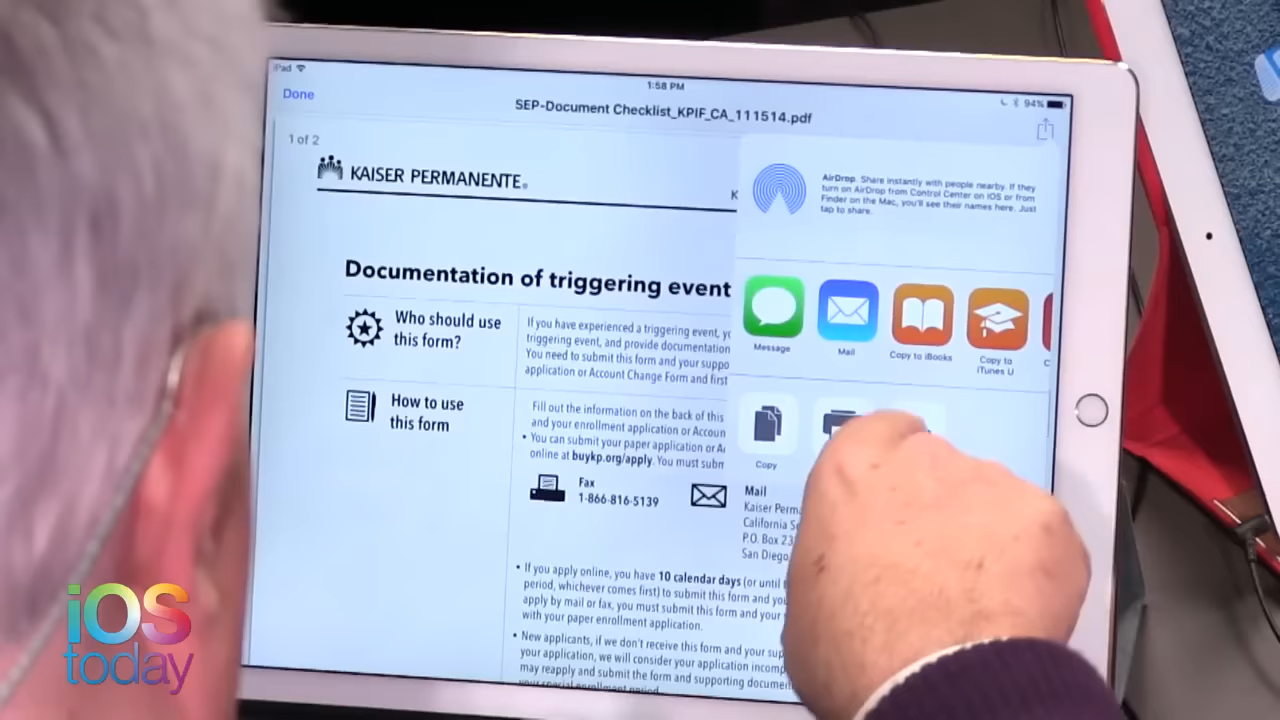 iPad
1:58 PM
94%
Done
SEP-Document Checklist_KPIF_CA_111514.pdf
1 of 2
KAISER PERMANENTE®
K
Documentation of triggering event
Who should use
this form?
If you have experienced a triggering event,
triggering event, and provide documentation
You need to submit this form and your
application or Account Change Form and first
How to use
this form
Fill out the information on the back of this
and your enrollment application or
• You can submit your paper application or
online at buykp.org/apply. You must
Fax
1-866-816-5139
Mail
Kaiser
California
P.O. Box
San Diego
• If you apply online, you have 10 calendar days (or until
period, whichever comes first) to submit this form and
apply by mail or fax, you must submit this form and your
with your paper enrollment application.
• New applicants, if we don't receive this form and your
your application, we will consider your application
may reapply and submit the form and supporting
your special enrollment period.
AirDrop. Share instantly with people nearby. If they
turn on AirDrop from Control Center on iOS or from
Finder on the Mac, you'll see their names here. Just
tap to share.
Message
Mail
Copy to iBooks
Copy to
iTunes U
C
Copy
iOS
today